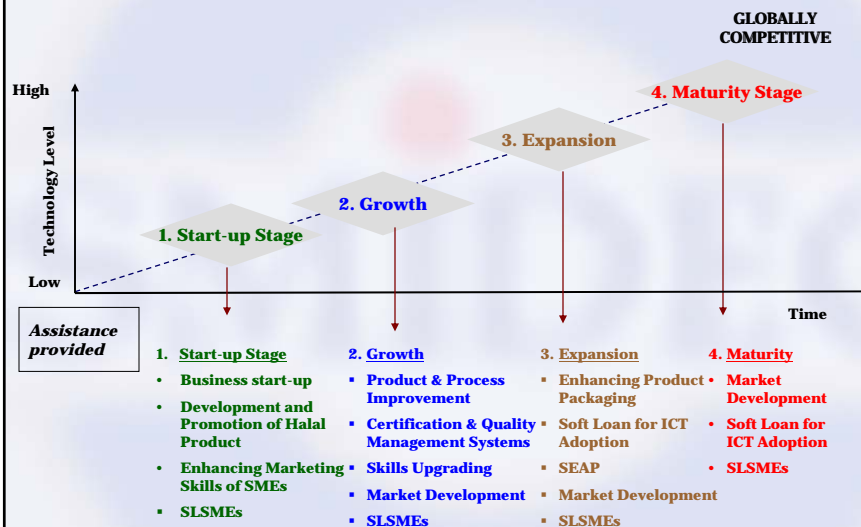 GLOBALLY
COMPETITIVE
High
Technology Level
Low
4. Maturity Stage
3. Expansion
2. Growth
1. Start-up Stage
Time
Assistance
provided
1. Start-up Stage
• Business start-up
• Development and
Promotion of Halal
Product
• Enhancing Marketing
Skills of SMEs
• SLSMEs
2. Growth
▪ Product & Process
Improvement
▪ Certification & Quality
Management Systems
▪ Skills Upgrading
▪ Market Development
▪ SLSMEs
3. Expansion
▪ Enhancing Product
Packaging
▪ Soft Loan for ICT
Adoption
▪ SEAP
▪ Market Development
▪ SLSMEs
4. Maturity
• Market
Development
• Soft Loan for
ICT Adoption
• SLSMEs